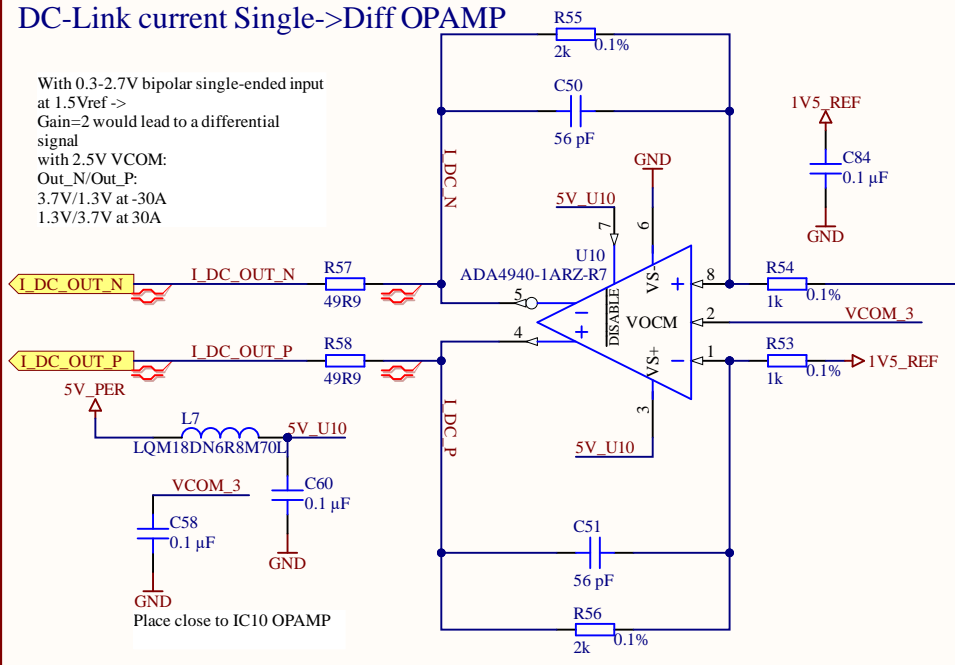 DC-Link current Single->Diff OPAMP
With 0.3-2.7V bipolar single-ended input
at 1.5Vref ->
Gain=2 would lead to a differential
signal
with 2.5V VCOM:
Out_N/Out_P:
3.7V/1.3V at -30A
1.3V/3.7V at 30A
R55
0.1%
2k
C50
56 pF
1V5_REF
C84
0.1 µF
GND
I_DC_N
GND
5V_U10
7
6
U10
ADA4940-1ARZ-R7
VS-
DISABLE
VOCM
VS+
+
−
−
+
5
4
8
2
1
3
R54
1k
0.1%
VCOM_3
R53
1k
0.1%
1V5_REF
I_DC_OUT_N
I_DC_OUT_N
R57
49R9
I_DC_OUT_P
I_DC_OUT_P
R58
49R9
5V_PER
L7
LQM18DN6R8M70L
5V_U10
I_DC_P
5V_U10
VCOM_3
C60
0.1 µF
GND
C58
0.1 µF
GND
Place close to IC10 OPAMP
C51
56 pF
R56
0.1%
2k